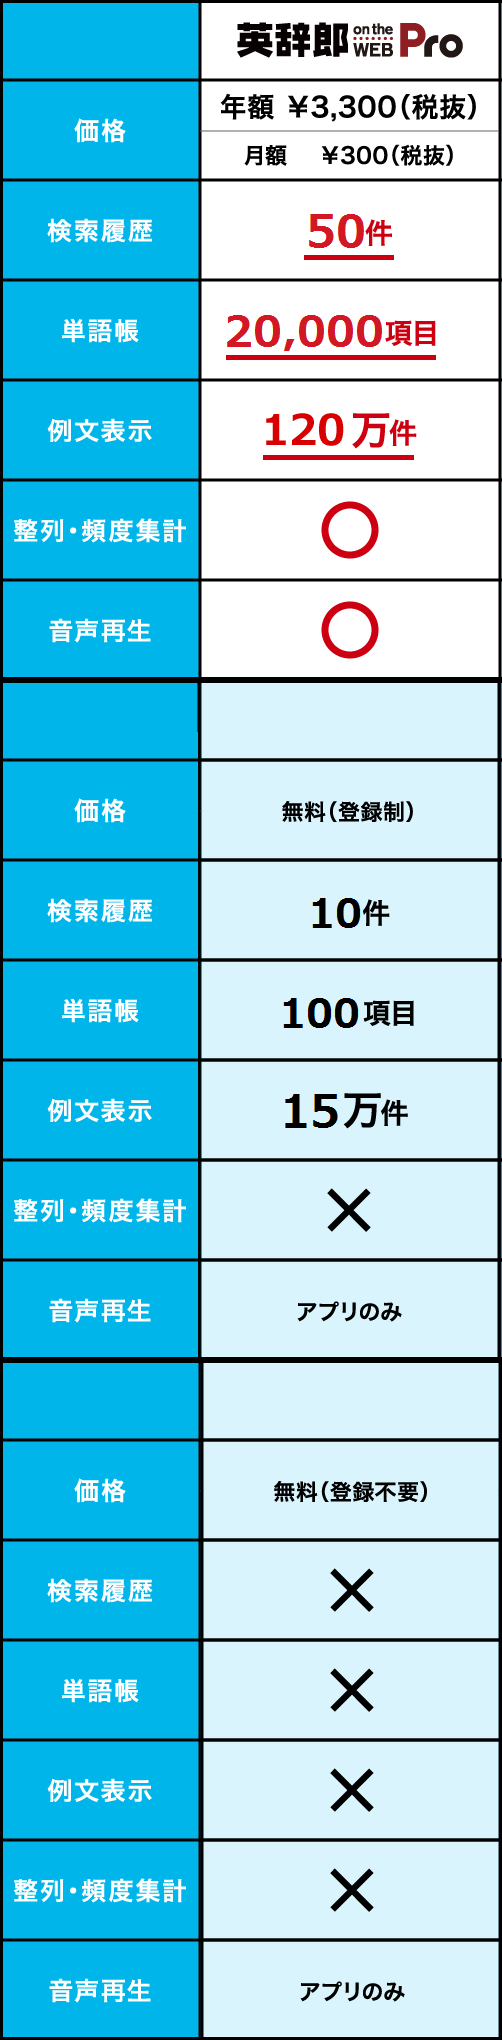 英辞郎 on the WEB Pro
価格
年額 ¥3,300(税抜)
月額 ¥300(税抜)
検索履歴 50件
単語帳 20,000項目
例文表示 120万件
整列・頻度集計 ○
音声再生 ○
価格 無料(登録制)
検索履歴 10件
単語帳 100項目
例文表示 15万件
整列・頻度集計 ×
音声再生 アプリのみ
価格 無料(登録不要)
検索履歴 ×
単語帳 ×
例文表示 ×
整列・頻度集計 ×
音声再生 アプリのみ